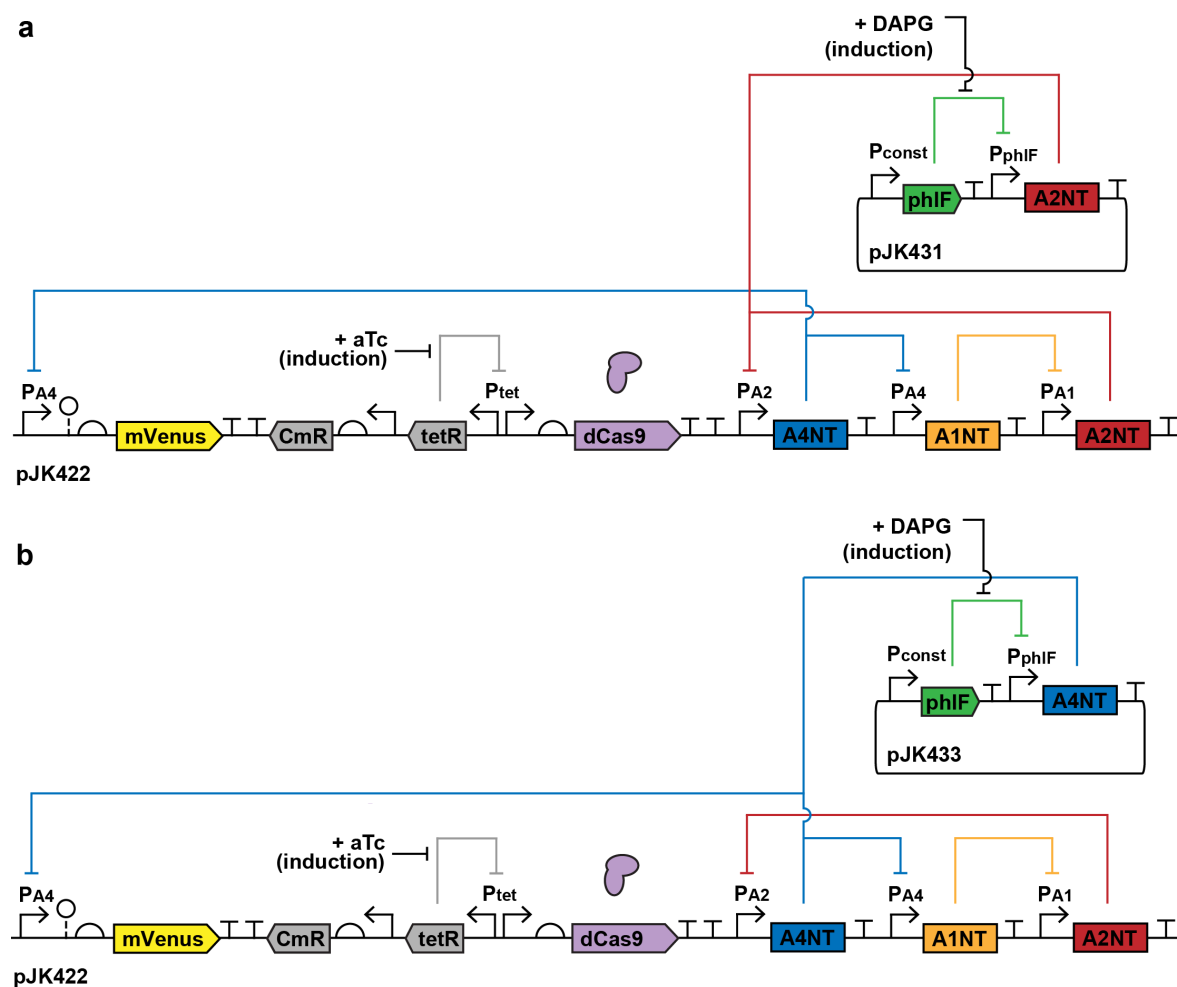 a
+ DAPG
(induction)
Pconst
PphlF
phlF
A2NT
pJK431
+ aTc
(induction)
PA4
Ptet
PA2
PA4
PA1
mVenus
CmR
tetR
dCas9
A4NT
A1NT
A2NT
pJK422
b
+ DAPG
(induction)
Pconst
PphlF
phlF
A4NT
pJK433
+ aTc
(induction)
PA4
Ptet
PA2
PA4
PA1
mVenus
CmR
tetR
dCas9
A4NT
A1NT
A2NT
pJK422